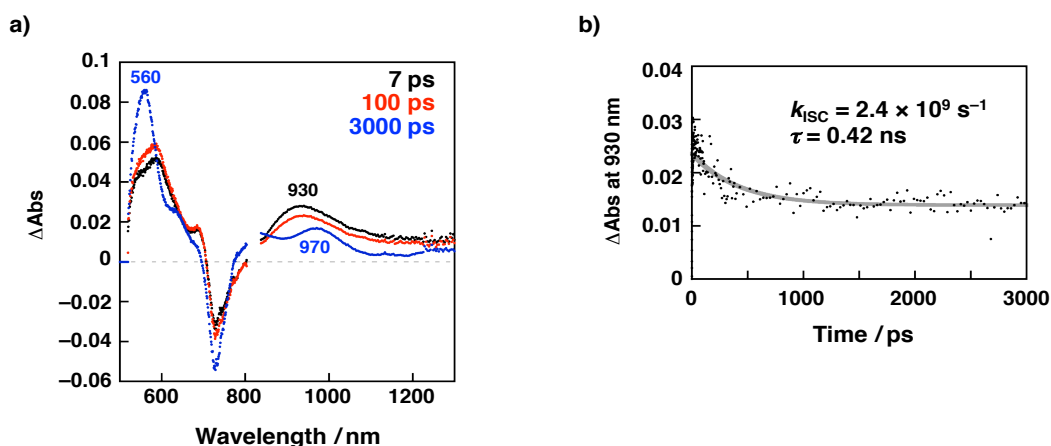 a)
0.1
0.08
0.06
0.04
0.02
0
–0.02
–0.04
–0.06
ΔAbs
560
7 ps
100 ps
3000 ps
930
970
600
800
1000
1200
Wavelength / nm
b)
0.04
0.03
0.02
0.01
0
ΔAbs at 930 nm
kISC = 2.4 × 10⁹ s⁻¹
τ = 0.42 ns
0
1000
2000
3000
Time / ps